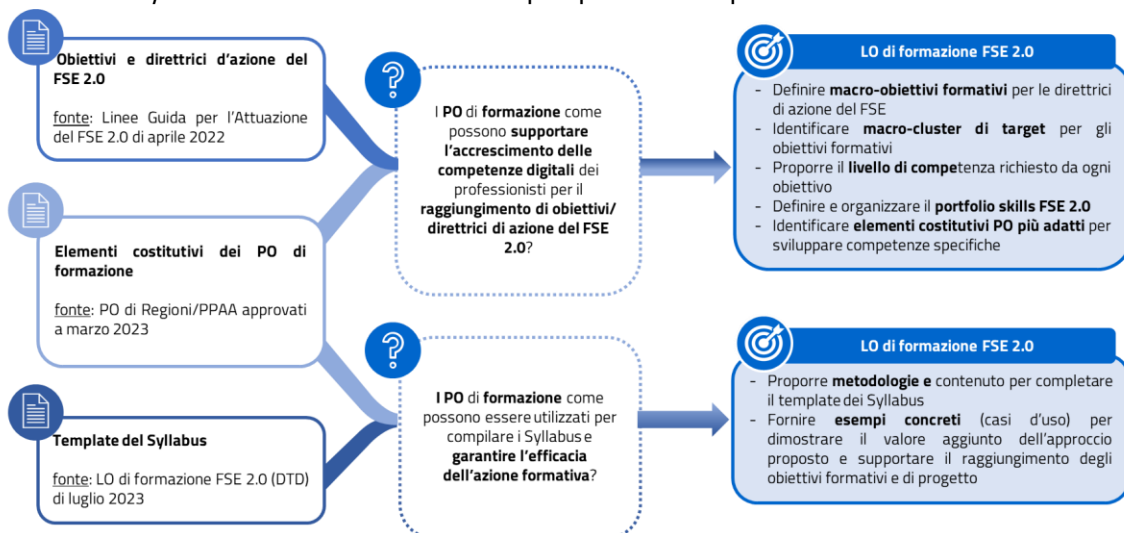 Obiettivi e direttrici d'azione del
FSE 2.0
fonte: Linee Guida per l'Attuazione
del FSE 2.0 di aprile 2022
Elementi costitutivi dei PO di
formazione
fonte: PO di Regioni/PPAA approvati
a marzo 2023
Template del Syllabus
fonte: LO di formazione FSE 2.0 (DTD)
di luglio 2023
I PO di formazione come
possono supportare
l'accrescimento delle
competenze digitali dei
professionisti per il
raggiungimento di obiettivi/
direttrici di azione del FSE
2.0?
I PO di formazione come
possono essere utilizzati per
compilare i Syllabus e
garantire l'efficacia
dell'azione formativa?
LO di formazione FSE 2.0
- Definire macro-obiettivi formativi per le direttrici
di azione del FSE
- Identificare macro-cluster di target per gli
obiettivi formativi
- Proporre il livello di competenza richiesto da ogni
obiettivo
- Definire e organizzare il portfolio skills FSE 2.0
- Identificare elementi costitutivi PO più adatti per
sviluppare competenze specifiche
LO di formazione FSE 2.0
- Proporre metodologie e contenuto per completare
il template dei Syllabus
- Fornire esempi concreti (casi d'uso) per
dimostrare il valore aggiunto dell'approccio
proposto e supportare il raggiungimento degli
obiettivi formativi e di progetto